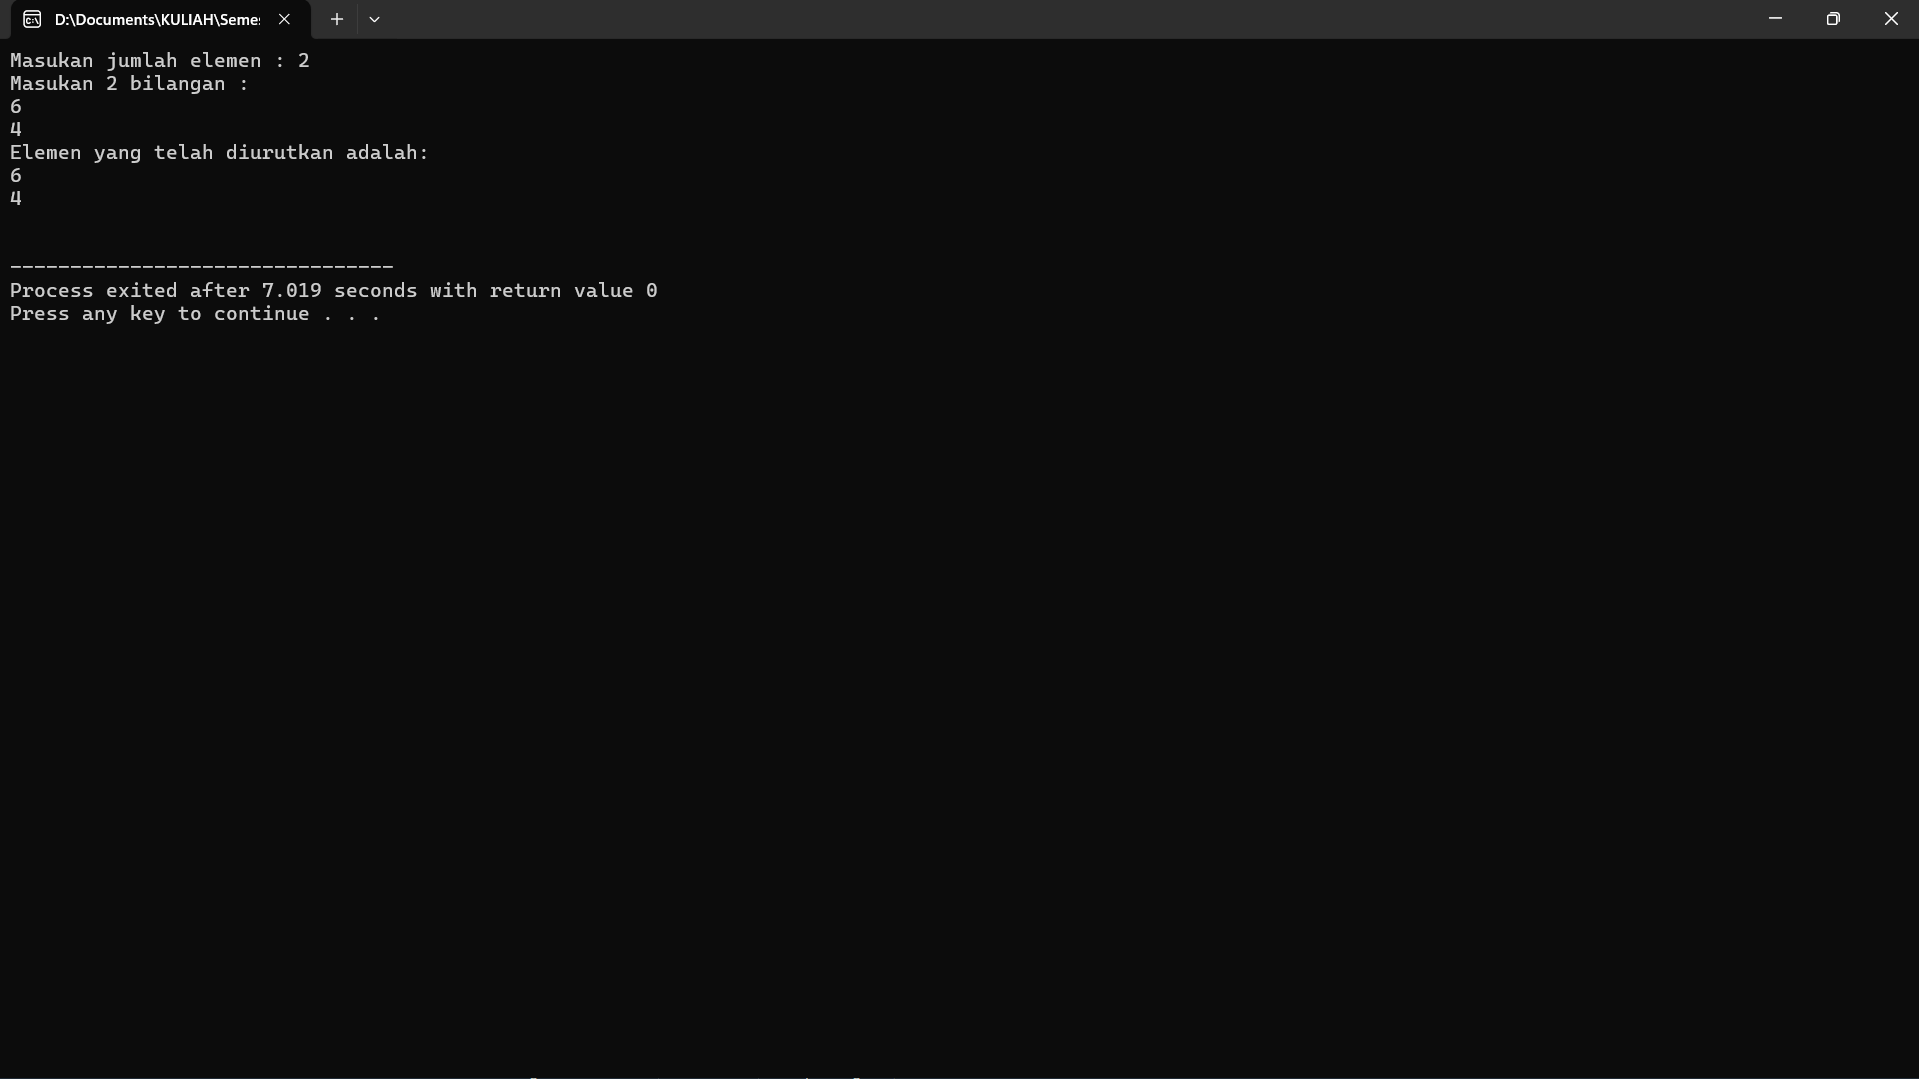 D:\Documents\KULIAH\Seme
Masukan jumlah elemen : 2
Masukan 2 bilangan :
6
4
Elemen yang telah diurutkan adalah:
6
4
--------------------------------
Process exited after 7.019 seconds with return value 0
Press any key to continue . . .